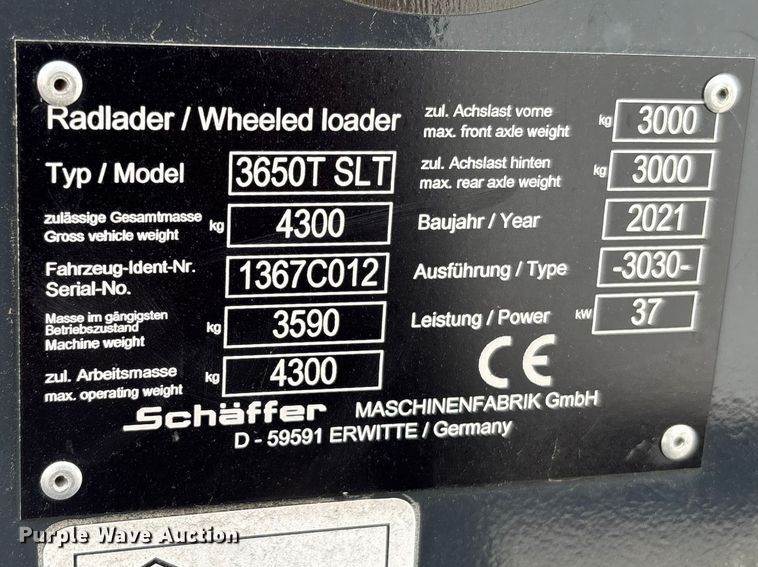 Radlader / Wheeled loader
Typ / Model 3650T SLT
zulässige Gesamtmasse
Gross vehicle weight kg 4300
Fahrzeug-Ident-Nr.
Serial-No. 1367C012
Masse im gängigsten
Betriebszustand
Machine weight kg 3590
zul. Arbeitsmasse
max. operating weight kg 4300
zul. Achslast vorne
max. front axle weight kg 3000
zul. Achslast hinten
max. rear axle weight kg 3000
Baujahr / Year 2021
Ausführung / Type -3030-
Leistung / Power kW 37
CE
Schäffer MASCHINENFABRIK GmbH
D - 59591 ERWITTE / Germany
Purple Wave Auction